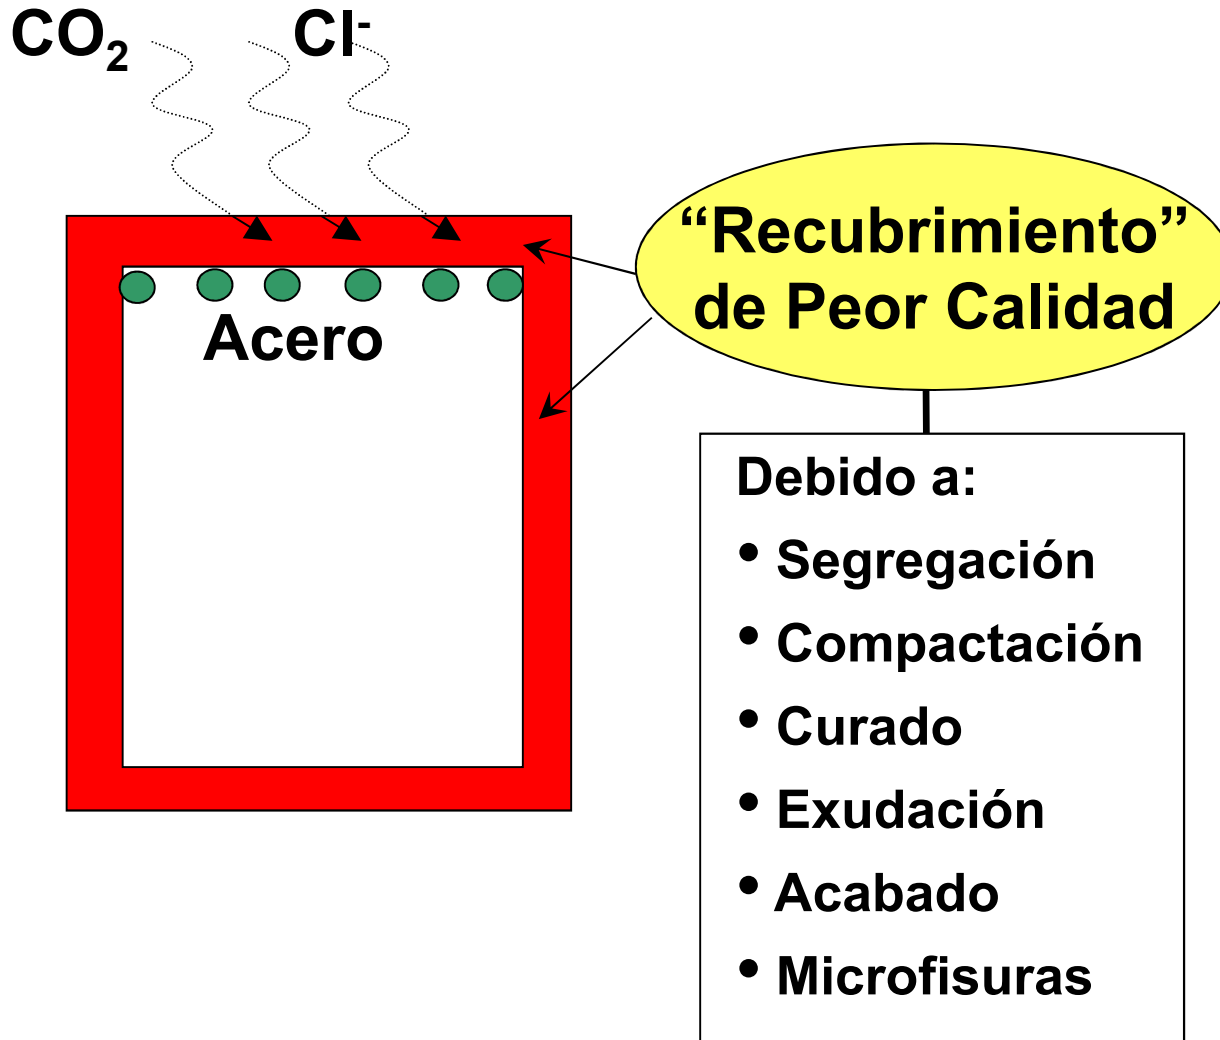 CO₂ Cl⁻
“Recubrimiento”
de Peor Calidad
Acero
Debido a:
• Segregación
• Compactación
• Curado
• Exudación
• Acabado
• Microfisuras